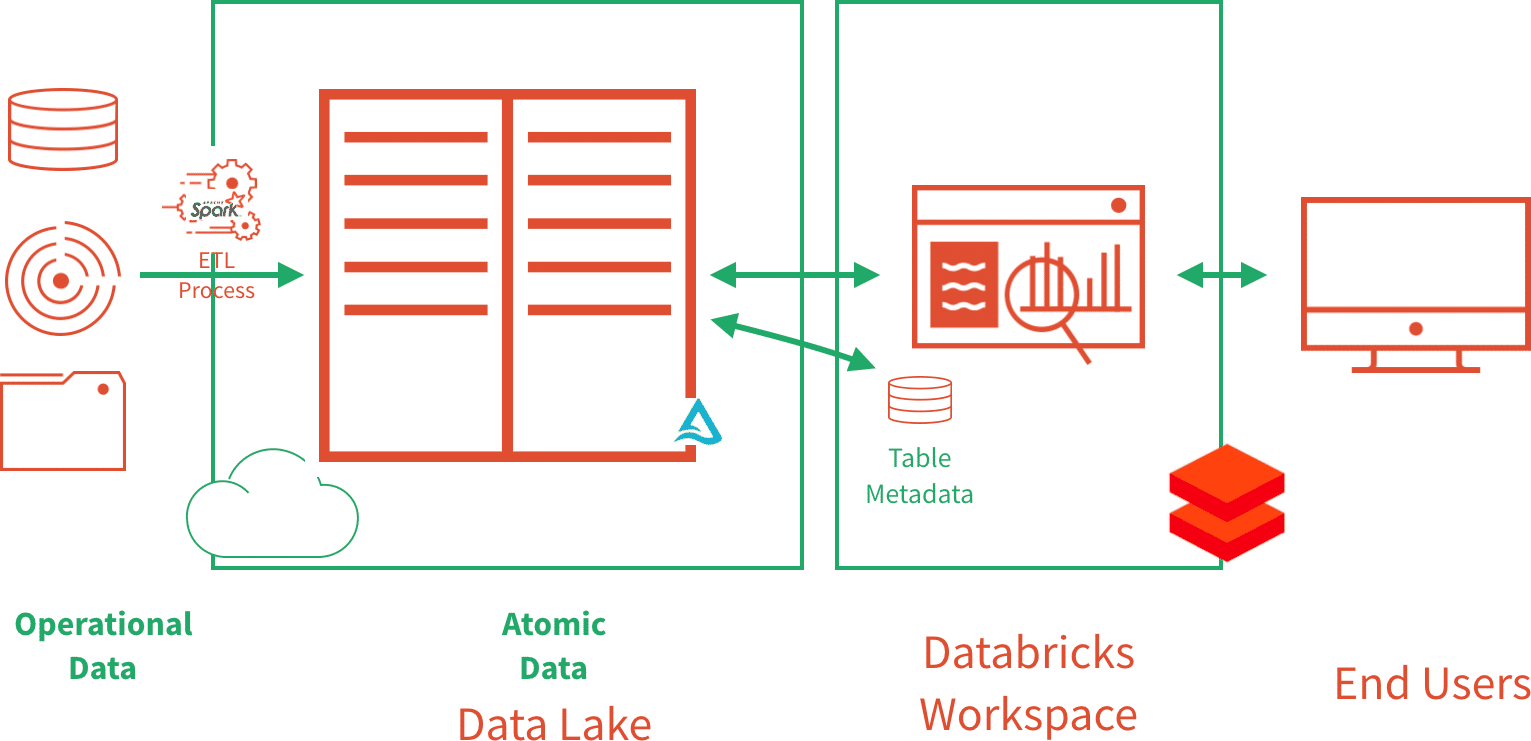 APACHE
Spark
ETL
Process
Table
Metadata
Operational
Data
Atomic
Data
Data Lake
Databricks
Workspace
End Users